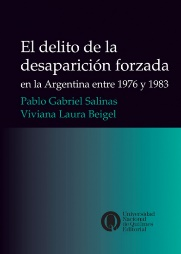 El delito de la
desaparición forzada
en la Argentina entre 1976 y 1983
Pablo Gabriel Salinas
Viviana Laura Beigel
Universidad
Nacional
de Quilmes
Editorial